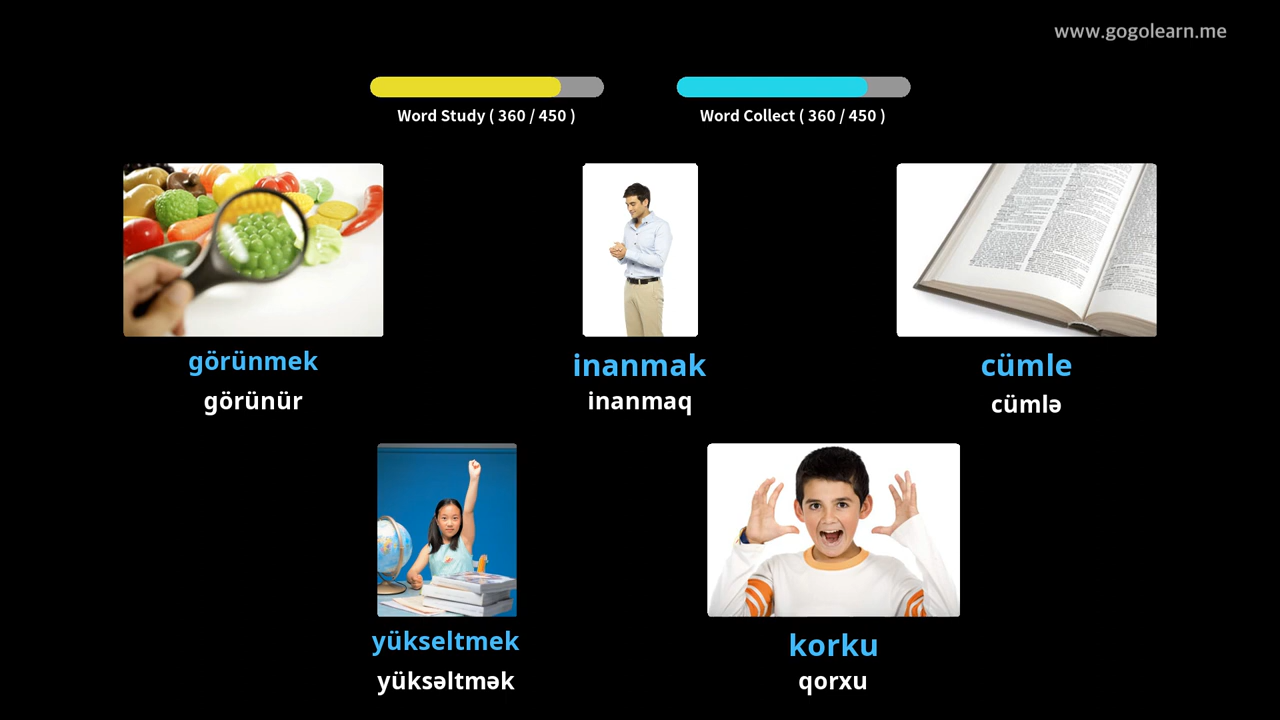 www.gogolearn.me
Word Study ( 360 / 450 )
Word Collect ( 360 / 450 )
görünmek
görünür
inanmak
inanmaq
cümle
cümlə
yükseltmek
yüksəltmək
korku
qorxu